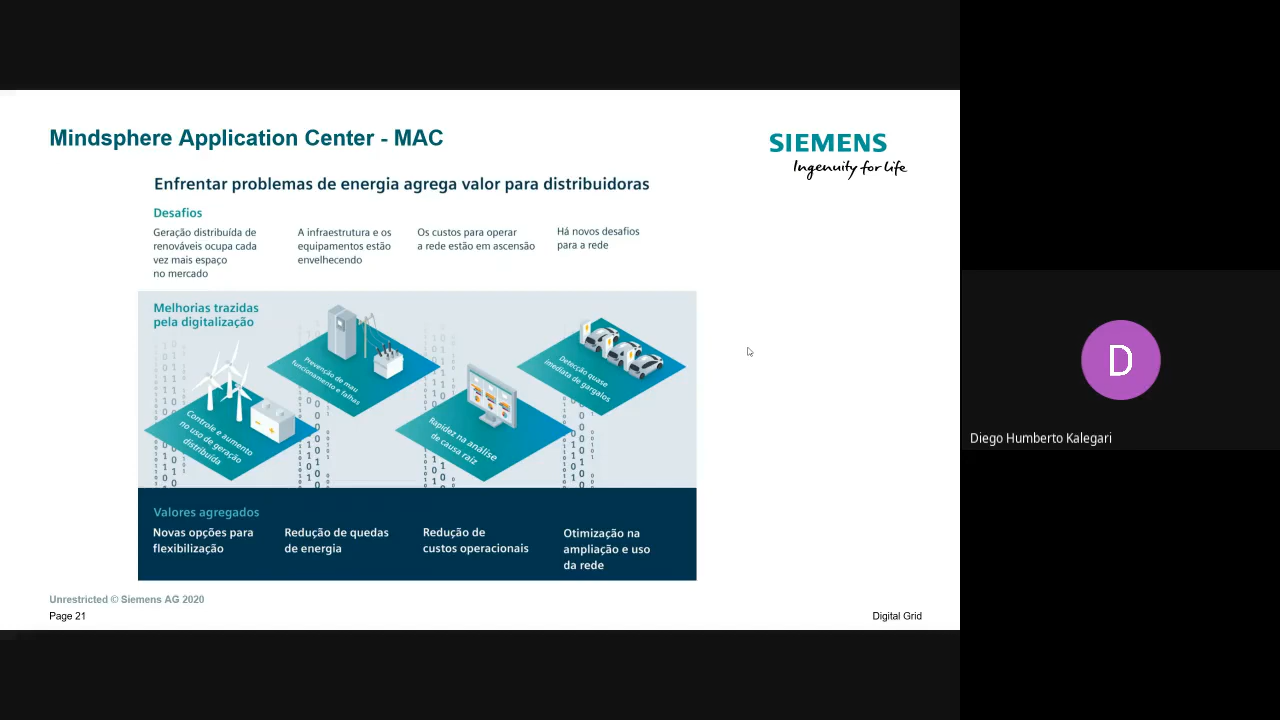 Mindsphere Application Center - MAC
SIEMENS
Ingenuity for life
Enfrentar problemas de energia agrega valor para distribuidoras
Desafios
Geração distribuída de
renováveis ocupa cada
vez mais espaço
no mercado
A infraestrutura e os
equipamentos estão
envelhecendo
Os custos para operar
a rede estão em ascensão
Há novos desafios
para a rede
Melhorias trazidas
pela digitalização
Controle e aumento
no uso de geração
distribuída
Prevenção de mau
funcionamento e falhas
Rapidez na análise
de causa raíz
Detecção quase
imediata de gargalos
Valores agregados
Novas opções para
flexibilização
Redução de quedas
de energia
Redução de
custos operacionais
Otimização na
ampliação e uso
da rede
Unrestricted © Siemens AG 2020
Page 21
Digital Grid
D
Diego Humberto Kalegari